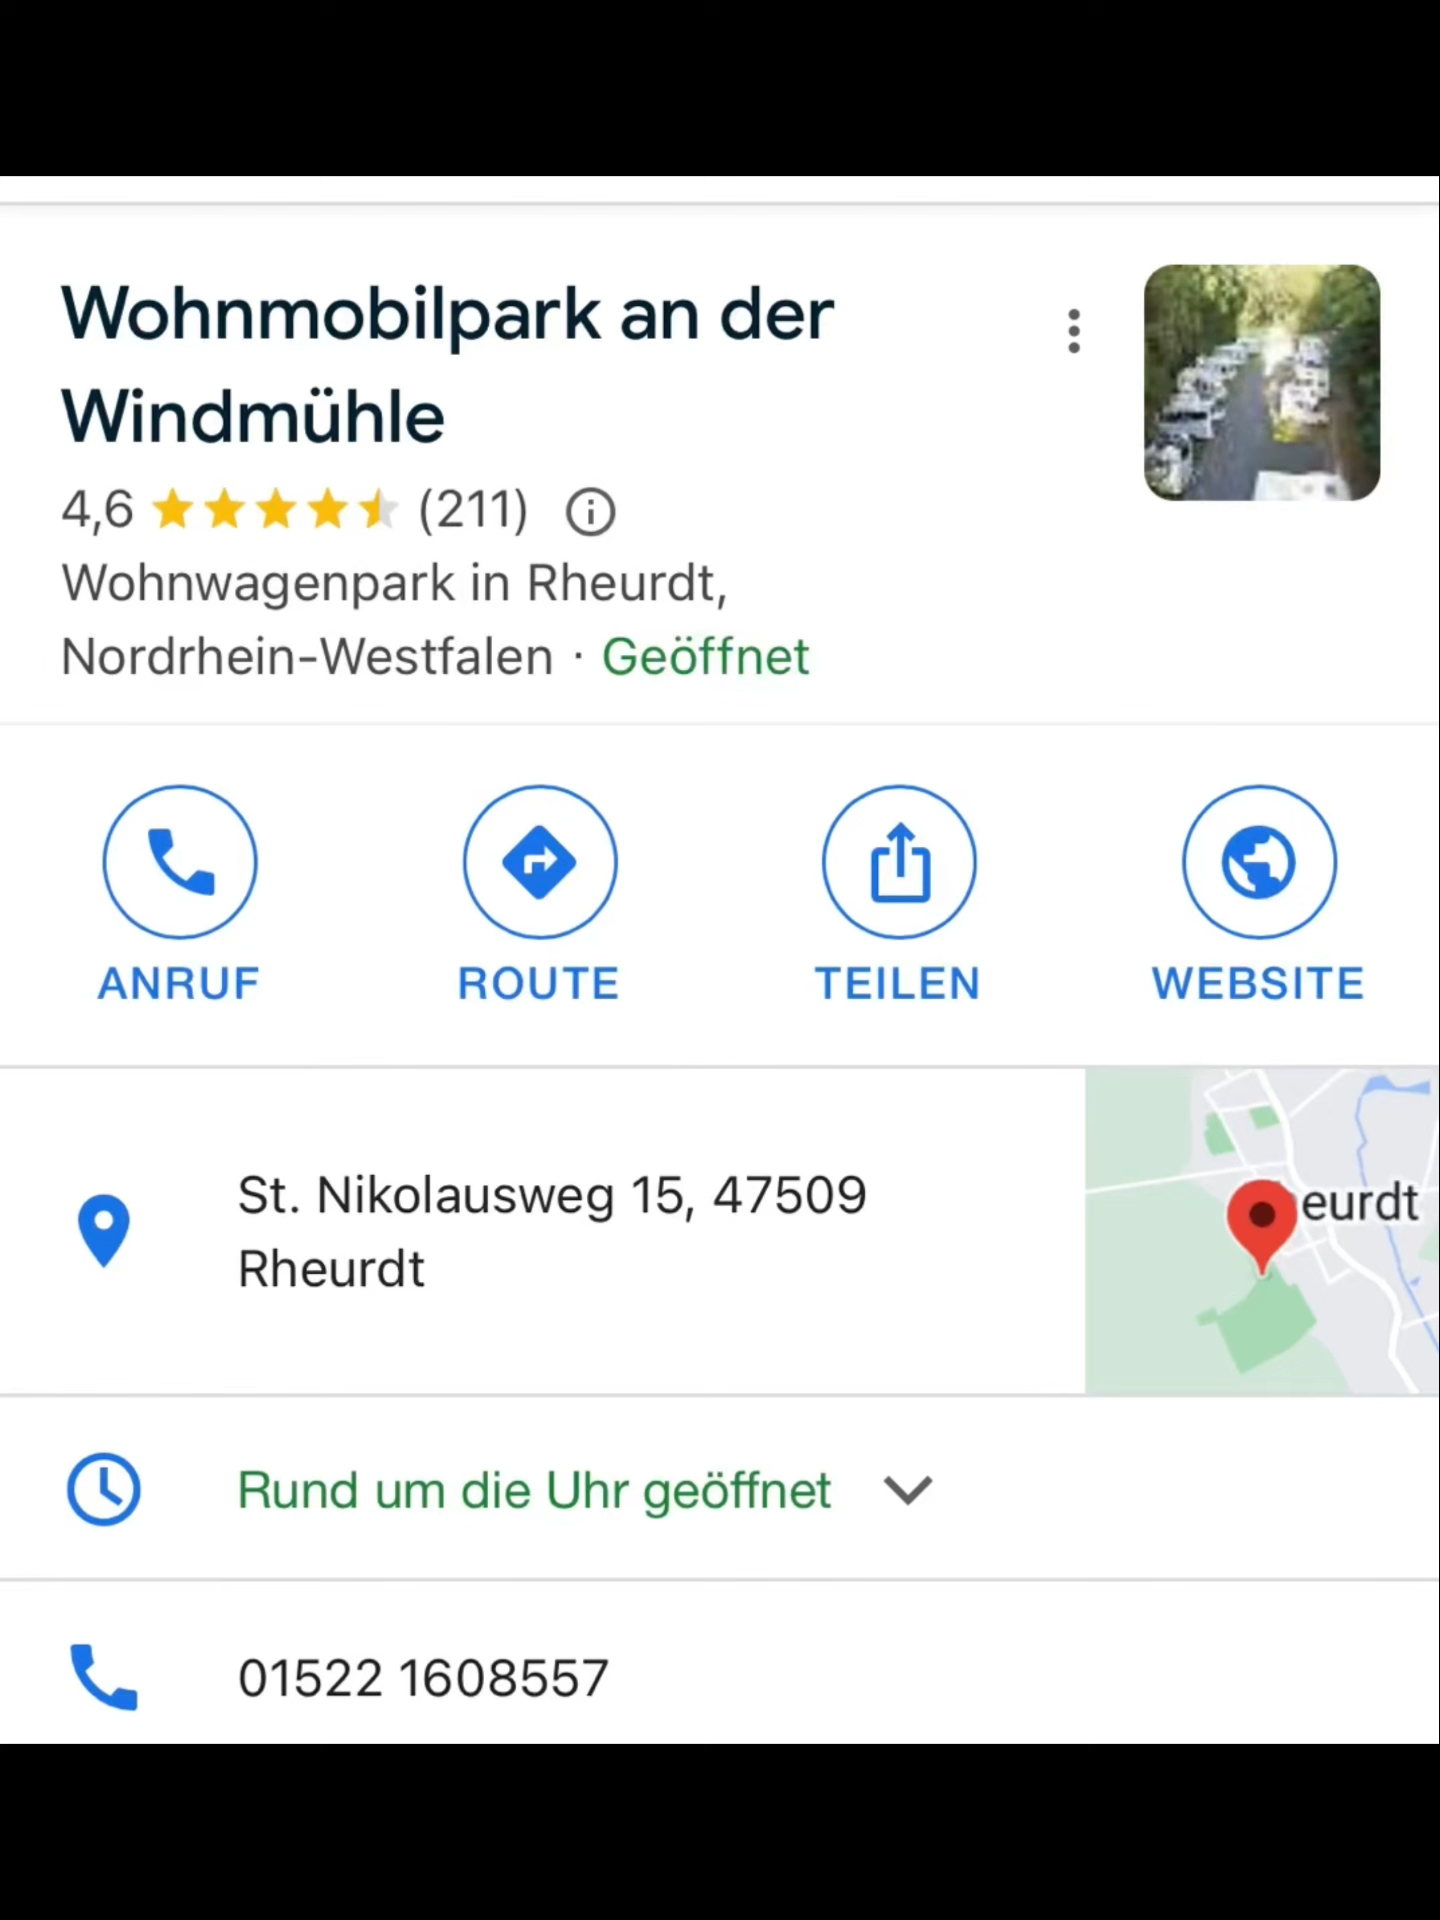 Wohnmobilpark an der
Windmühle
4,6 (211)
Wohnwagenpark in Rheurdt,
Nordrhein-Westfalen · Geöffnet
ANRUF ROUTE TEILEN WEBSITE
St. Nikolausweg 15, 47509
Rheurdt
eurdt
Rund um die Uhr geöffnet
01522 1608557